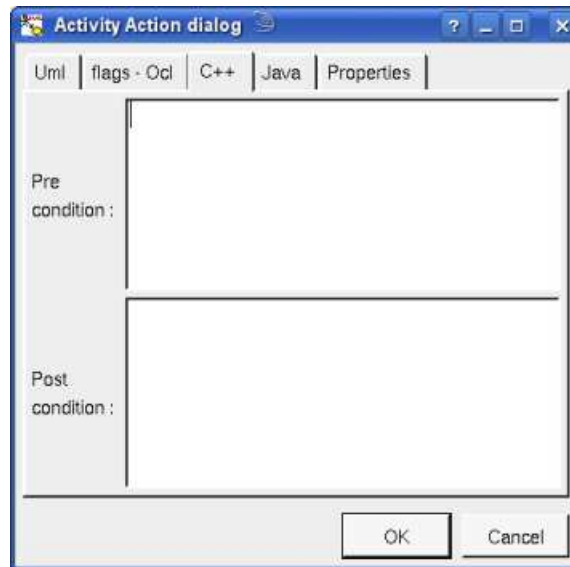 Activity Action dialog
Uml flags - Ocl C++ Java Properties
Pre
condition :
Post
condition :
OK Cancel